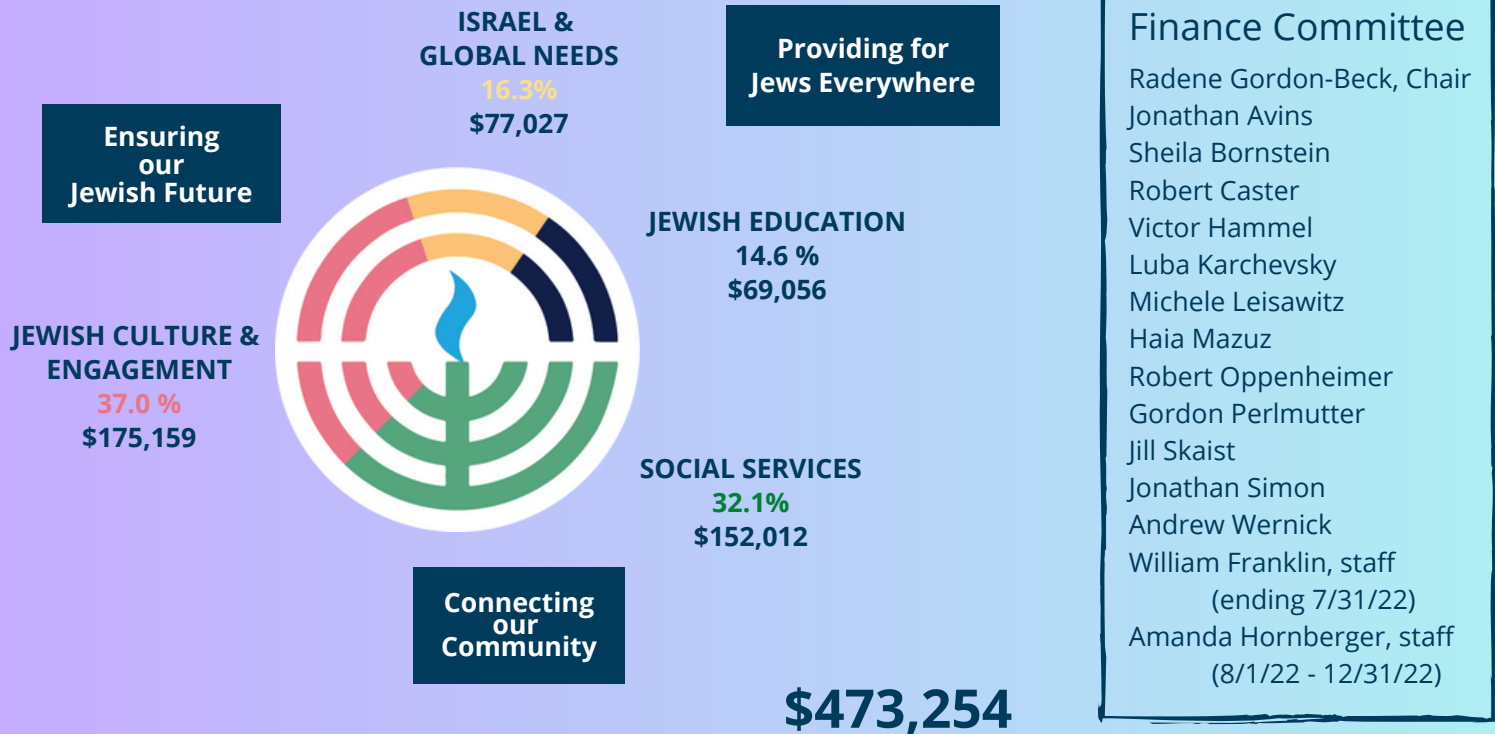 ISRAEL &
GLOBAL NEEDS
16.3%
$77,027
Providing for
Jews Everywhere
Ensuring
our
Jewish Future
JEWISH EDUCATION
14.6 %
$69,056
JEWISH CULTURE &
ENGAGEMENT
37.0 %
$175,159
SOCIAL SERVICES
32.1%
$152,012
Connecting
our
Community
$473,254
Finance Committee
Radene Gordon-Beck, Chair
Jonathan Avins
Sheila Bornstein
Robert Caster
Victor Hammel
Luba Karchevsky
Michele Leisawitz
Haia Mazuz
Robert Oppenheimer
Gordon Perlmutter
Jill Skaist
Jonathan Simon
Andrew Wernick
William Franklin, staff
(ending 7/31/22)
Amanda Hornberger, staff
(8/1/22 - 12/31/22)